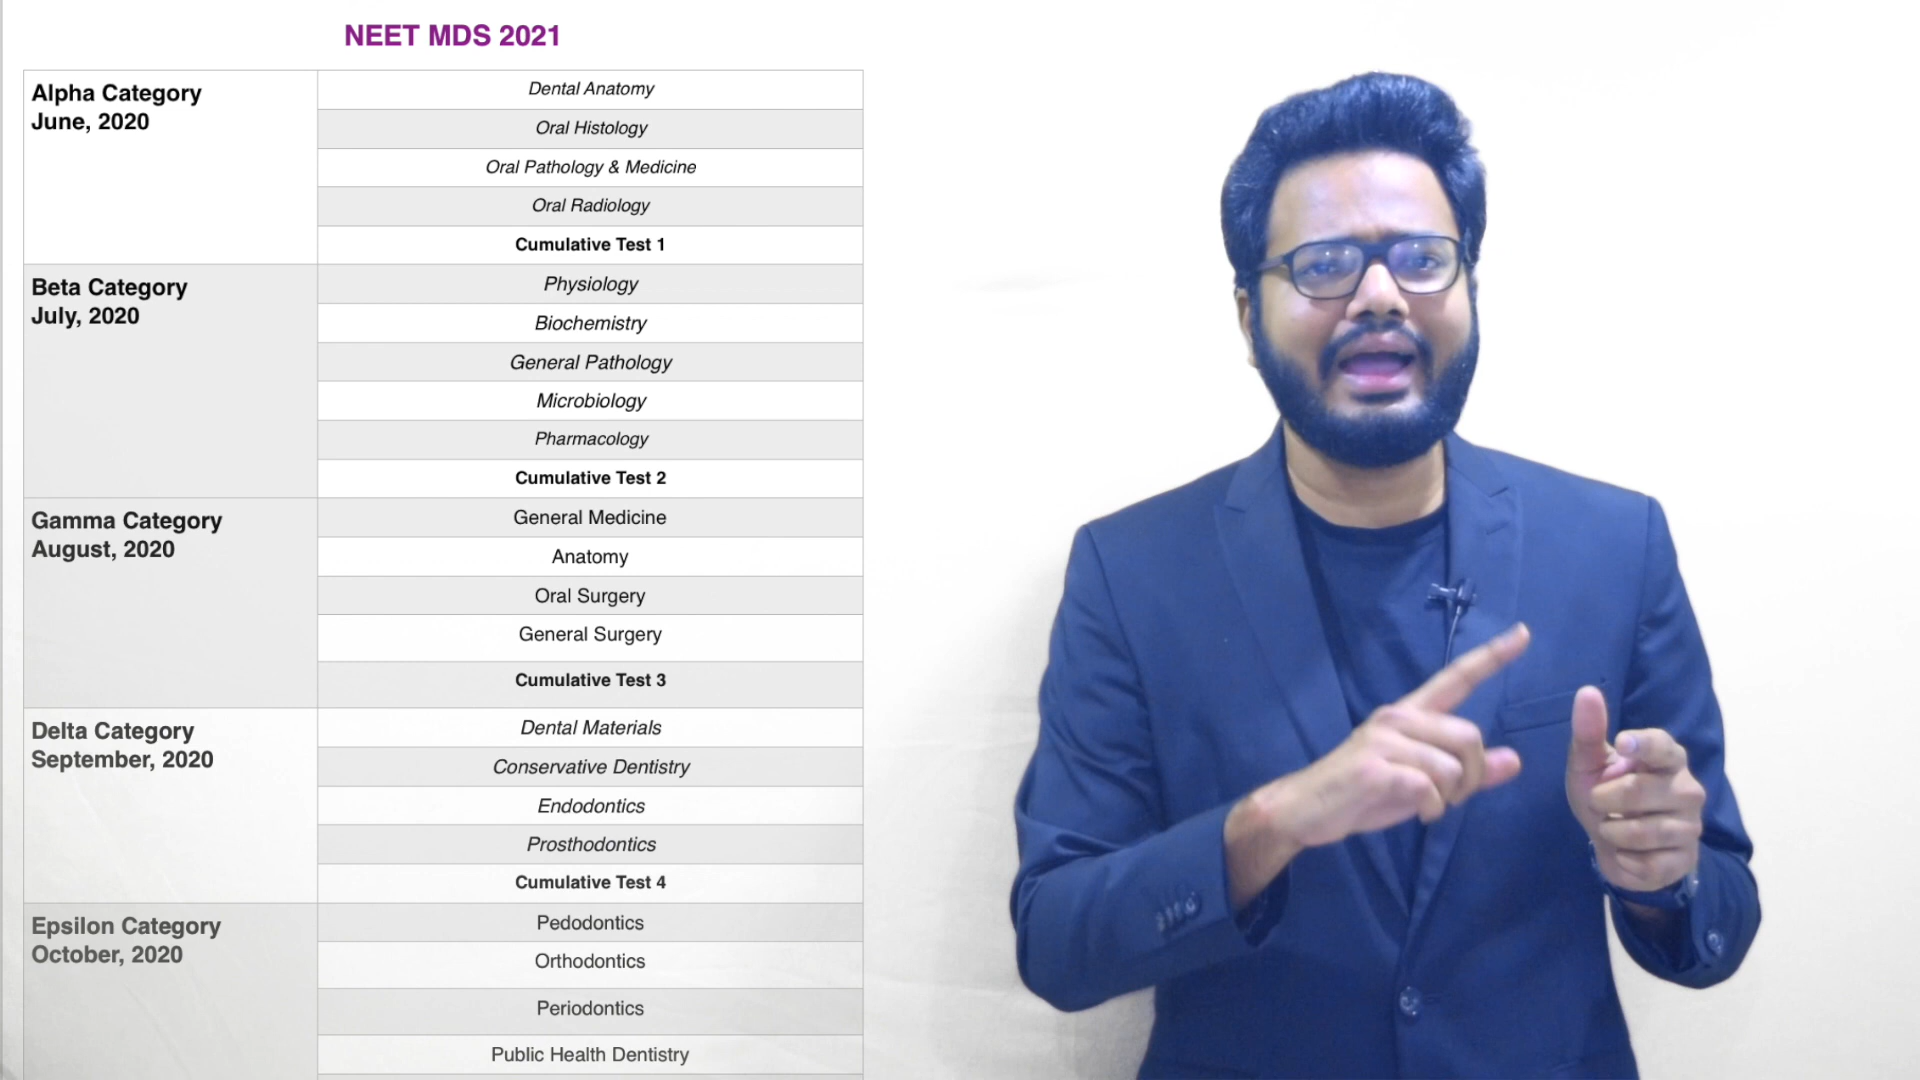 NEET MDS 2021
Alpha Category
June, 2020
Dental Anatomy
Oral Histology
Oral Pathology & Medicine
Oral Radiology
Cumulative Test 1
Beta Category
July, 2020
Physiology
Biochemistry
General Pathology
Microbiology
Pharmacology
Cumulative Test 2
Gamma Category
August, 2020
General Medicine
Anatomy
Oral Surgery
General Surgery
Cumulative Test 3
Delta Category
September, 2020
Dental Materials
Conservative Dentistry
Endodontics
Prosthodontics
Cumulative Test 4
Epsilon Category
October, 2020
Pedodontics
Orthodontics
Periodontics
Public Health Dentistry